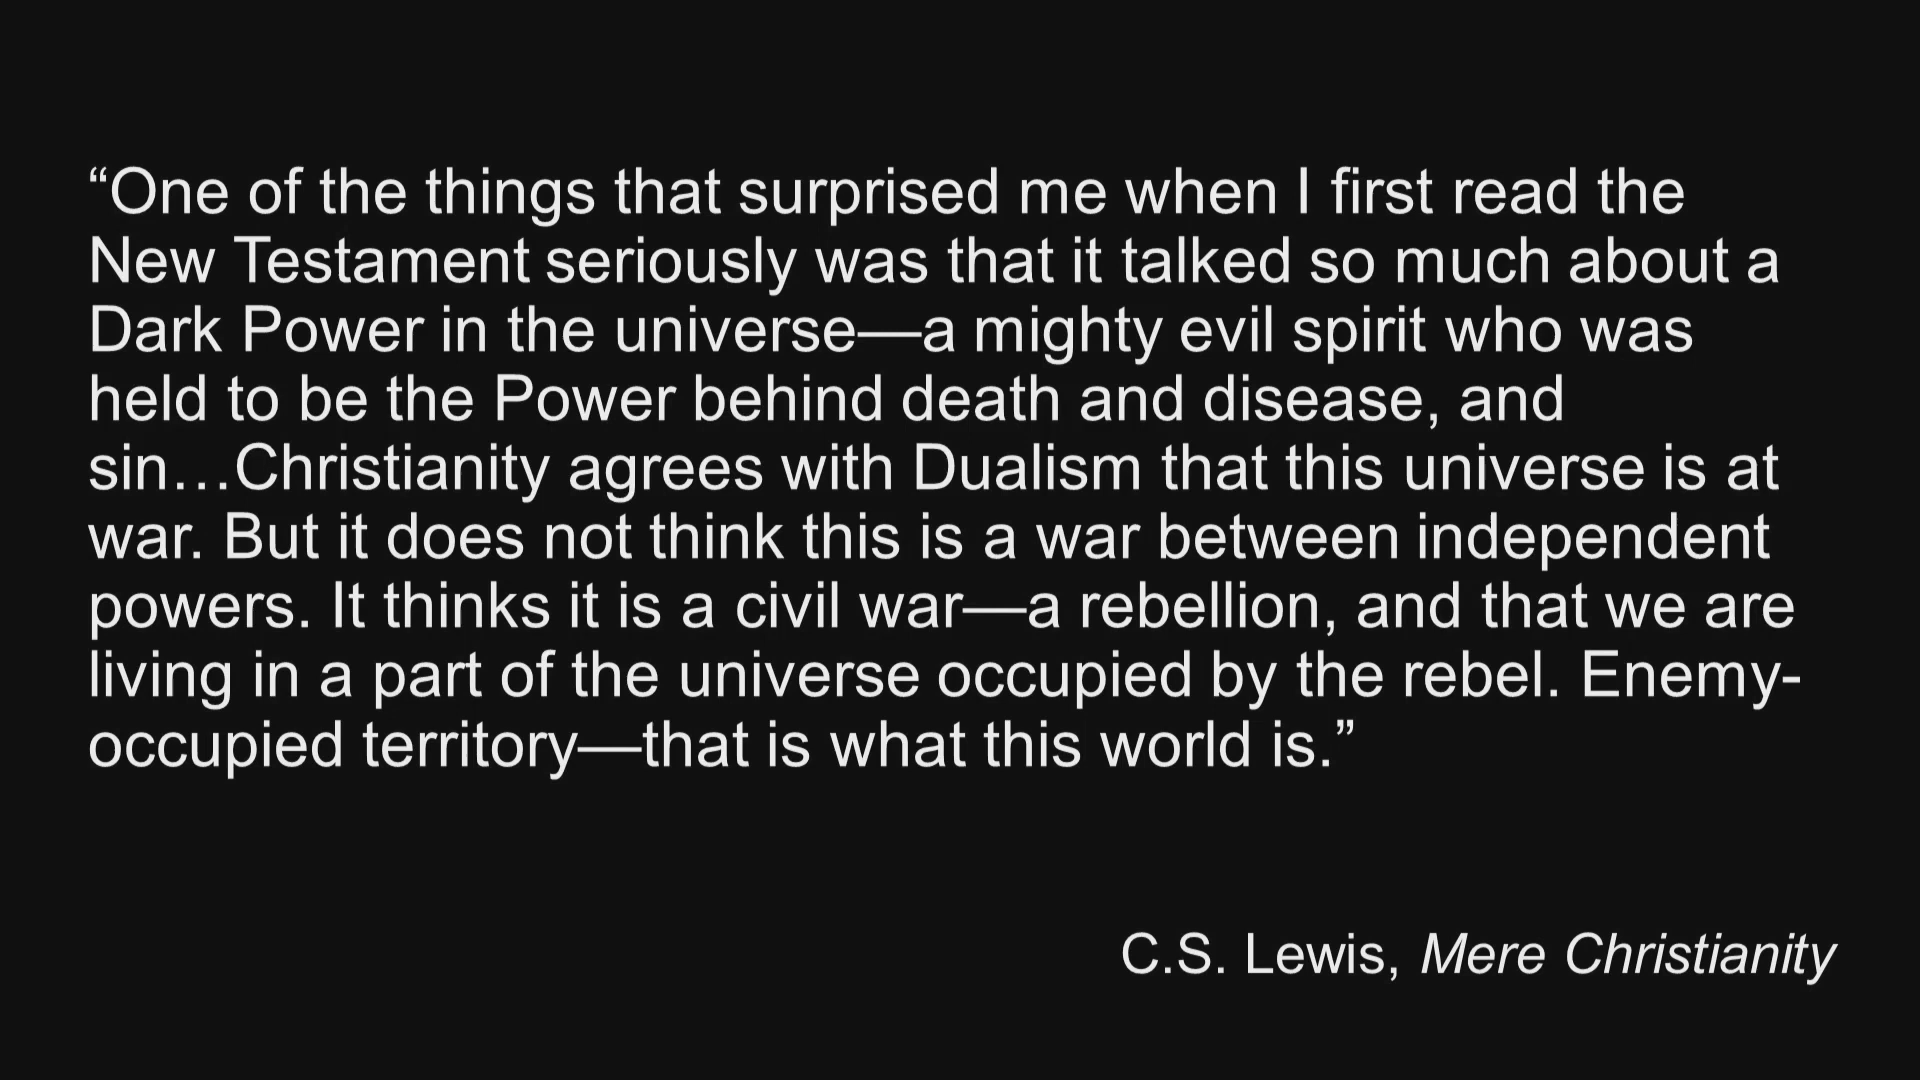 “One of the things that surprised me when I first read the
New Testament seriously was that it talked so much about a
Dark Power in the universe—a mighty evil spirit who was
held to be the Power behind death and disease, and
sin…Christianity agrees with Dualism that this universe is at
war. But it does not think this is a war between independent
powers. It thinks it is a civil war—a rebellion, and that we are
living in a part of the universe occupied by the rebel. Enemy-
occupied territory—that is what this world is.”
C.S. Lewis, Mere Christianity